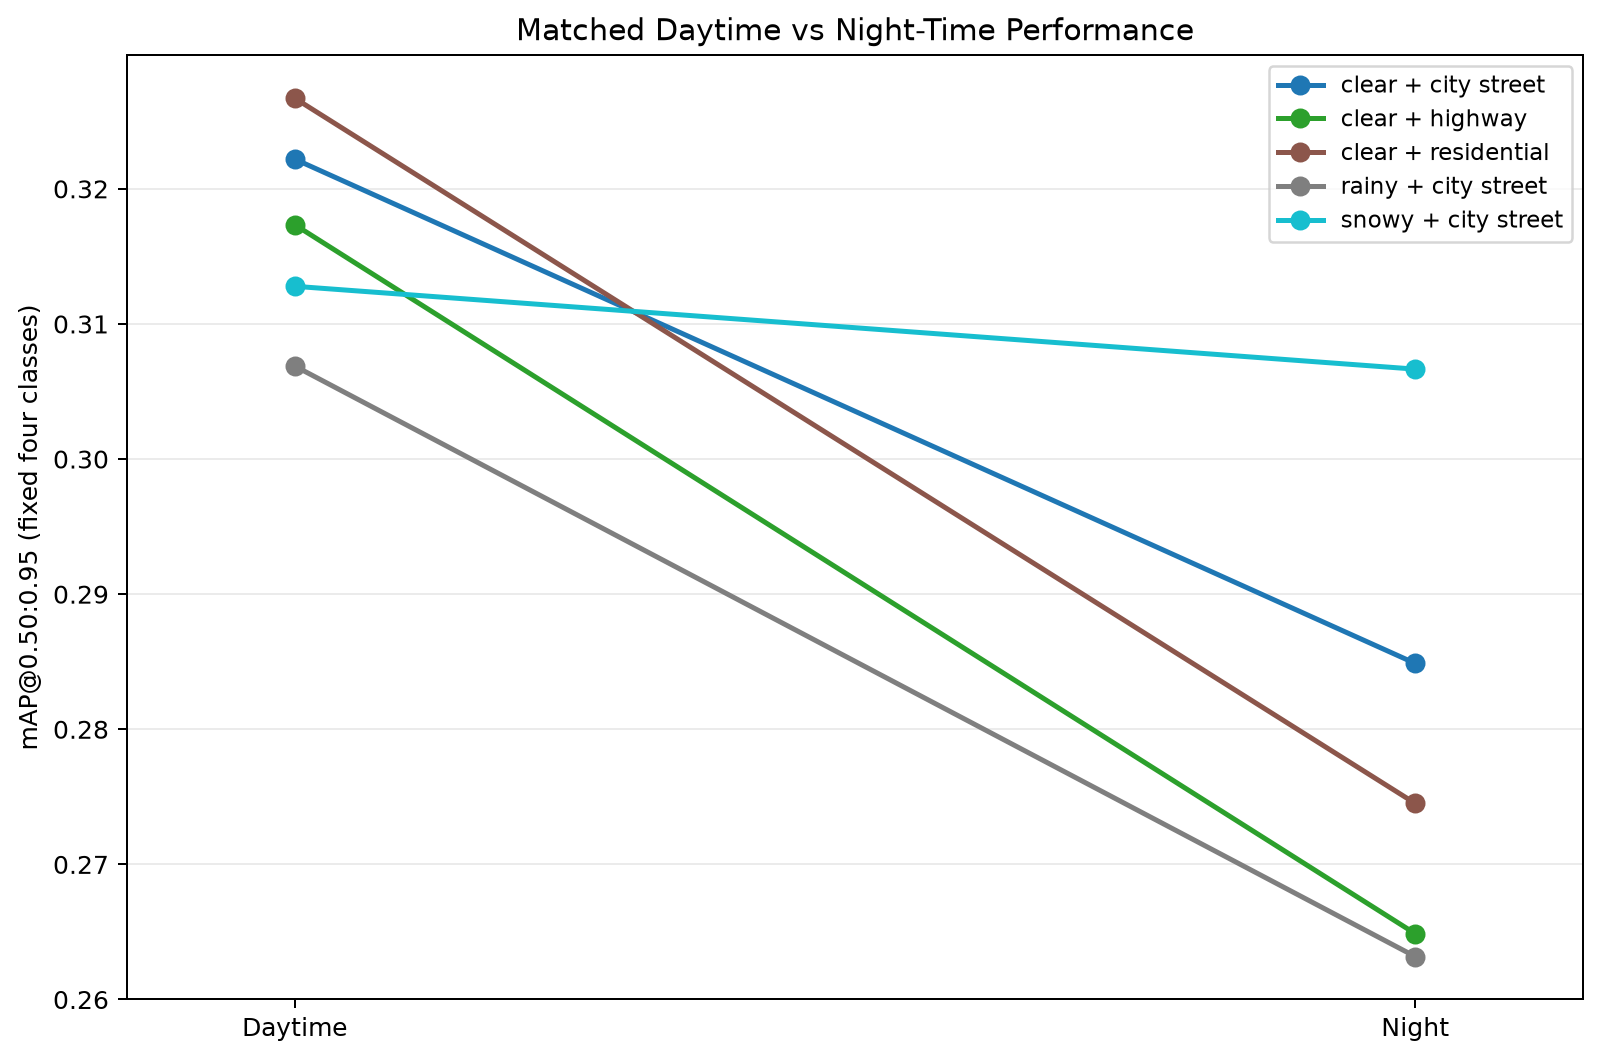 Matched Daytime vs Night-Time Performance
mAP@0.50:0.95 (fixed four classes)
0.32
0.31
0.30
0.29
0.28
0.27
0.26
clear + city street
clear + highway
clear + residential
rainy + city street
snowy + city street
Daytime
Night